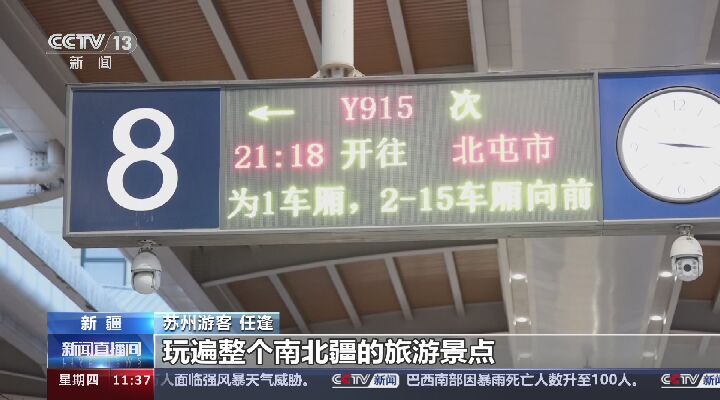 CCTV 13
新闻
8
← Y915 次
21:18 开往 北屯市
为1车厢，2-15车厢向前
12
新疆
苏州游客 任逢
新闻直播间
玩遍整个南北疆的旅游景点
星期四 11:37 人面临强风暴天气威胁。 CCTV 新闻 巴西南部因暴雨死亡人数升至100人。 CCTV 新闻